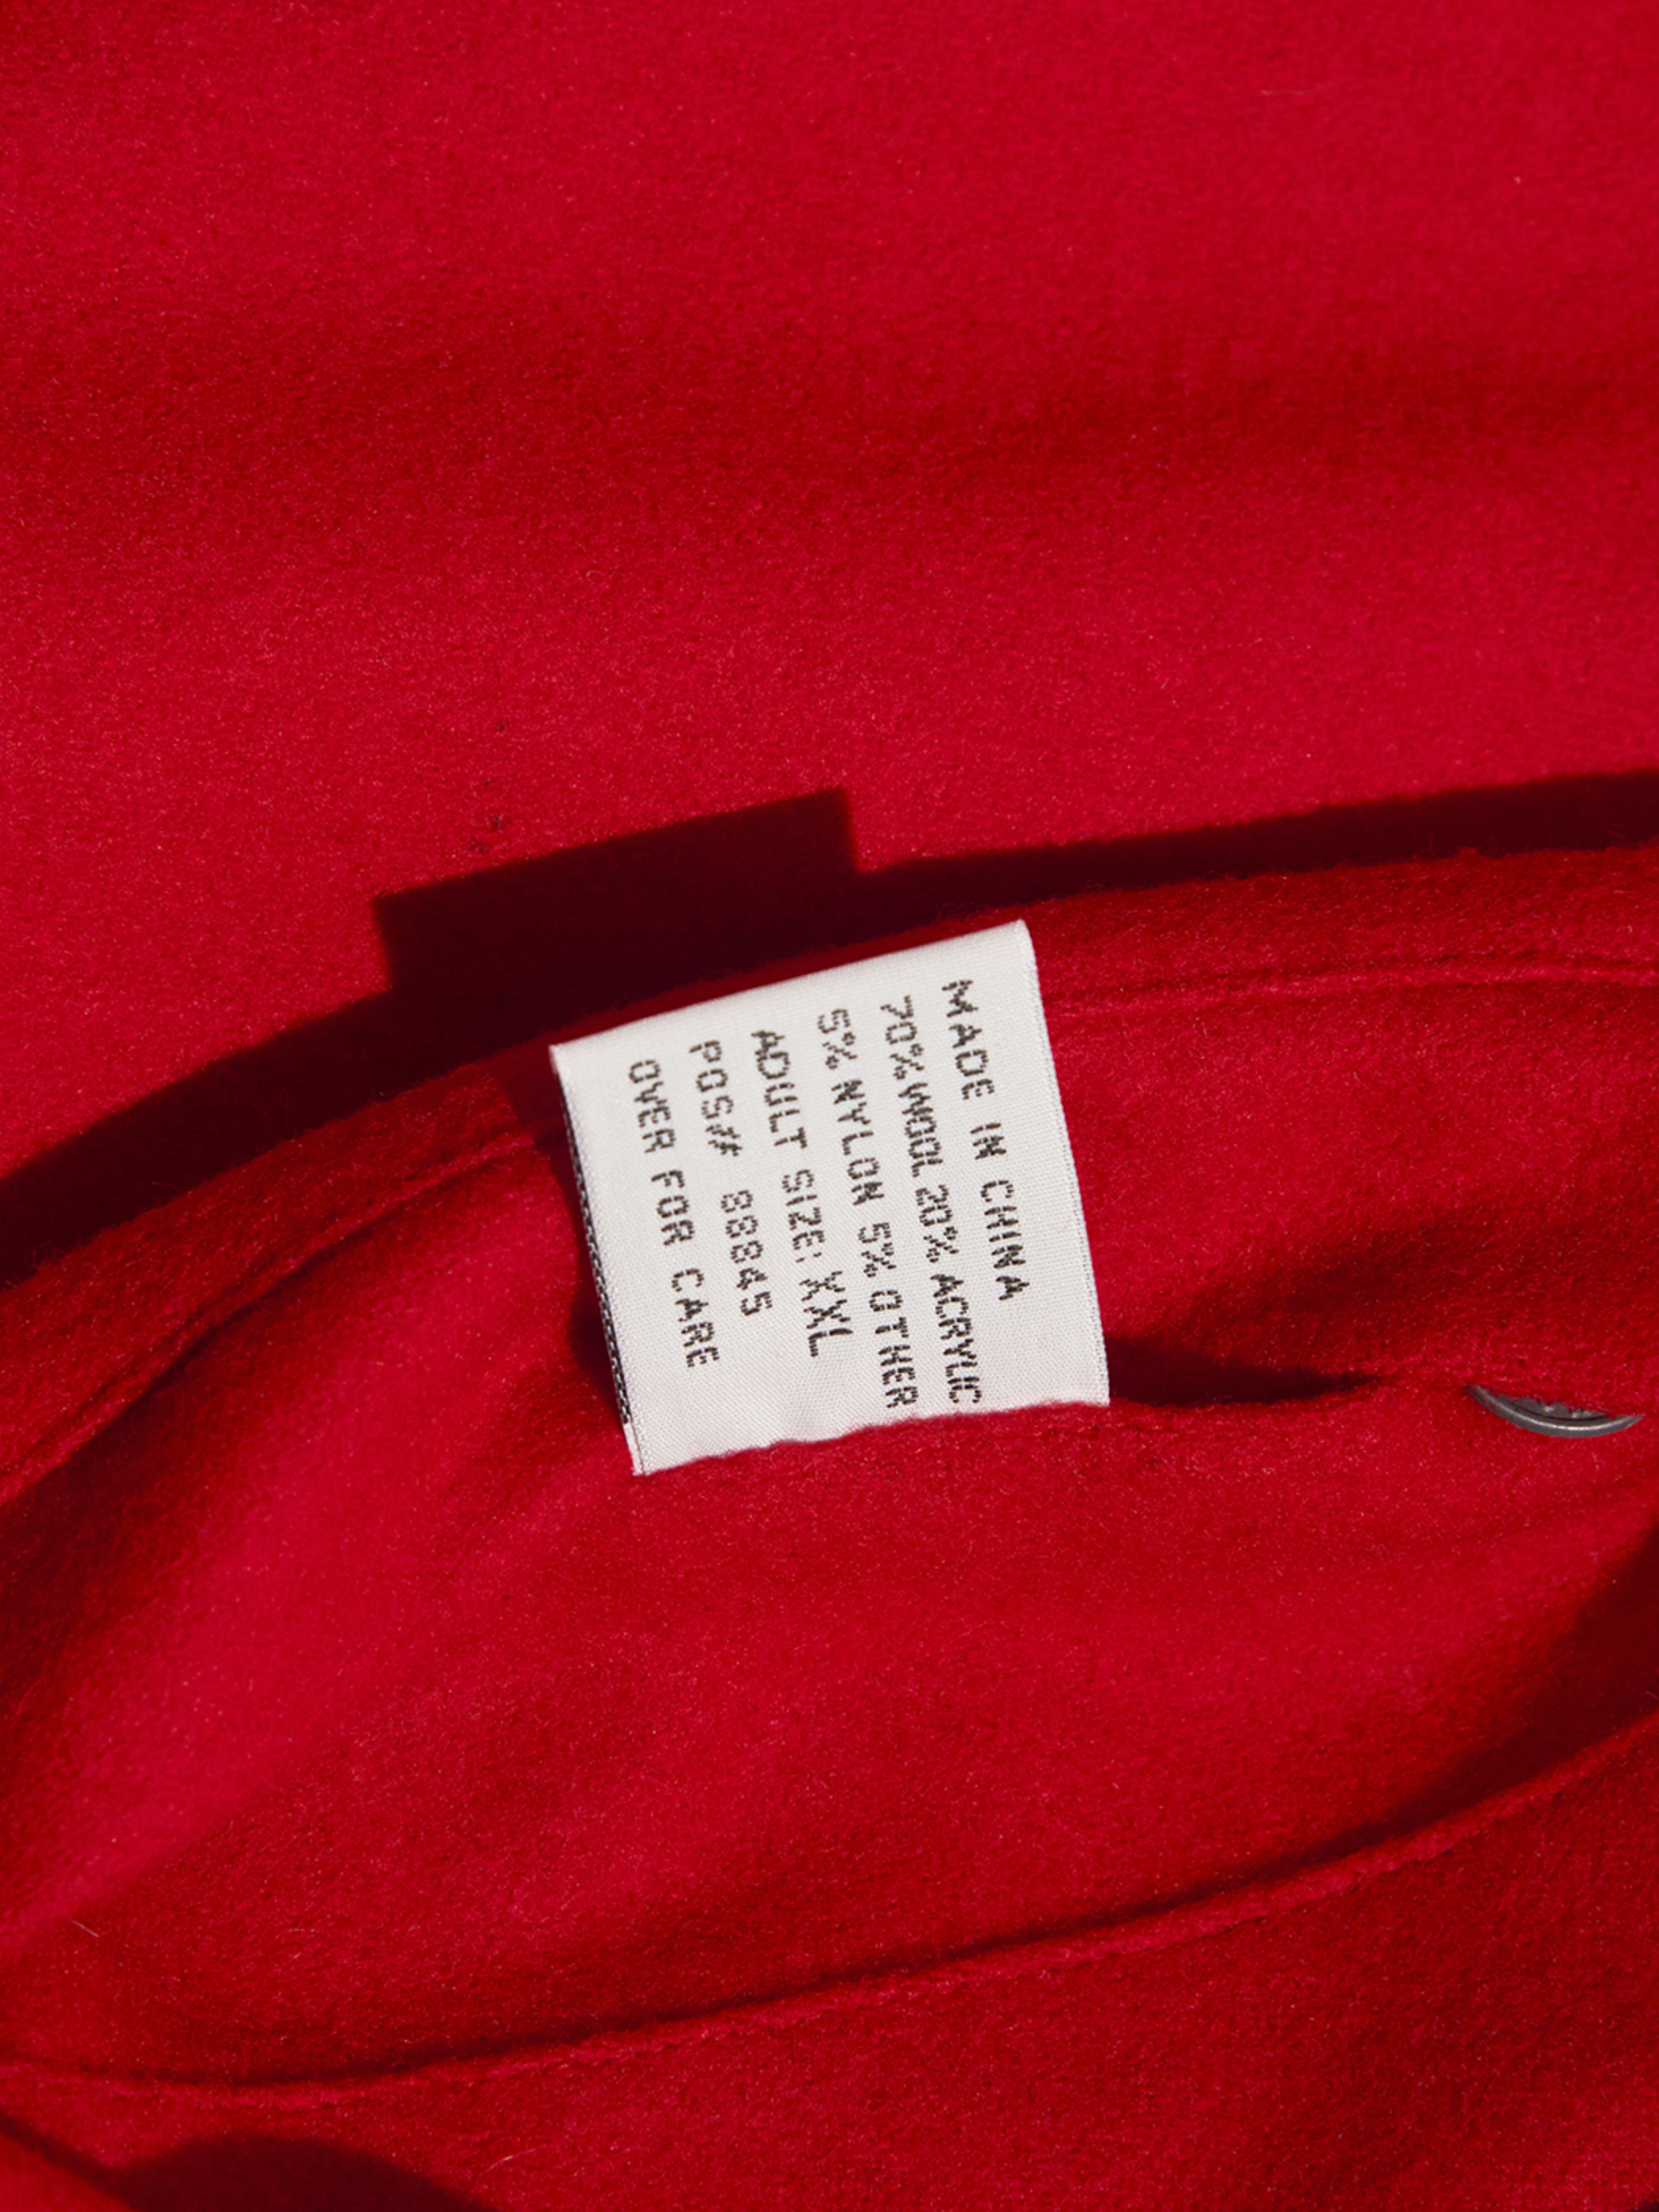 MADE IN CHINA
70% WOOL 20% ACRYLIC
5% NYLON 5% OTHER
ADULT SIZE: XXL
POS# 88845
OVER FOR CARE